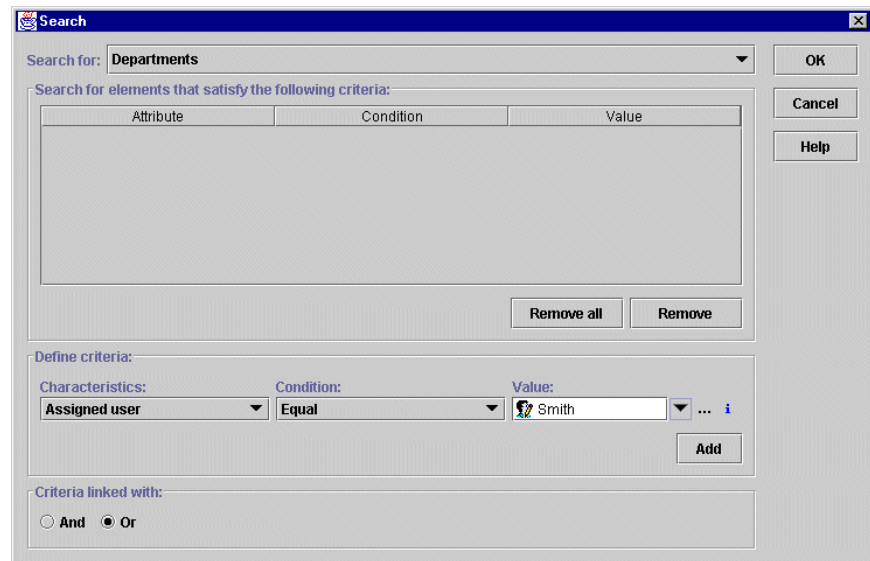 Search
Search for: Departments
OK
Search for elements that satisfy the following criteria:
Attribute Condition Value
Cancel
Help
Remove all Remove
Define criteria:
Characteristics: Condition: Value:
Assigned user Equal Smith ... i
Add
Criteria linked with:
And Or